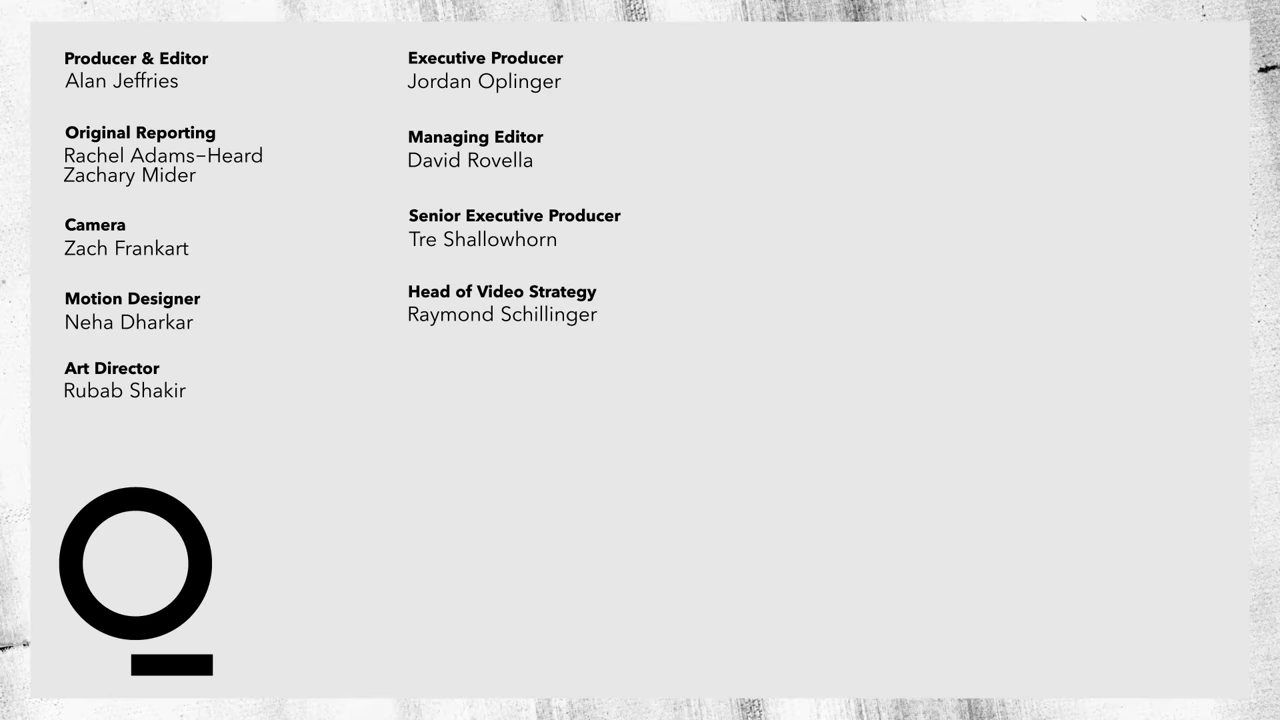 Producer & Editor
Alan Jeffries
Original Reporting
Rachel Adams–Heard
Zachary Mider
Camera
Zach Frankart
Motion Designer
Neha Dharkar
Art Director
Rubab Shakir
Executive Producer
Jordan Oplinger
Managing Editor
David Rovella
Senior Executive Producer
Tre Shallowhorn
Head of Video Strategy
Raymond Schillinger